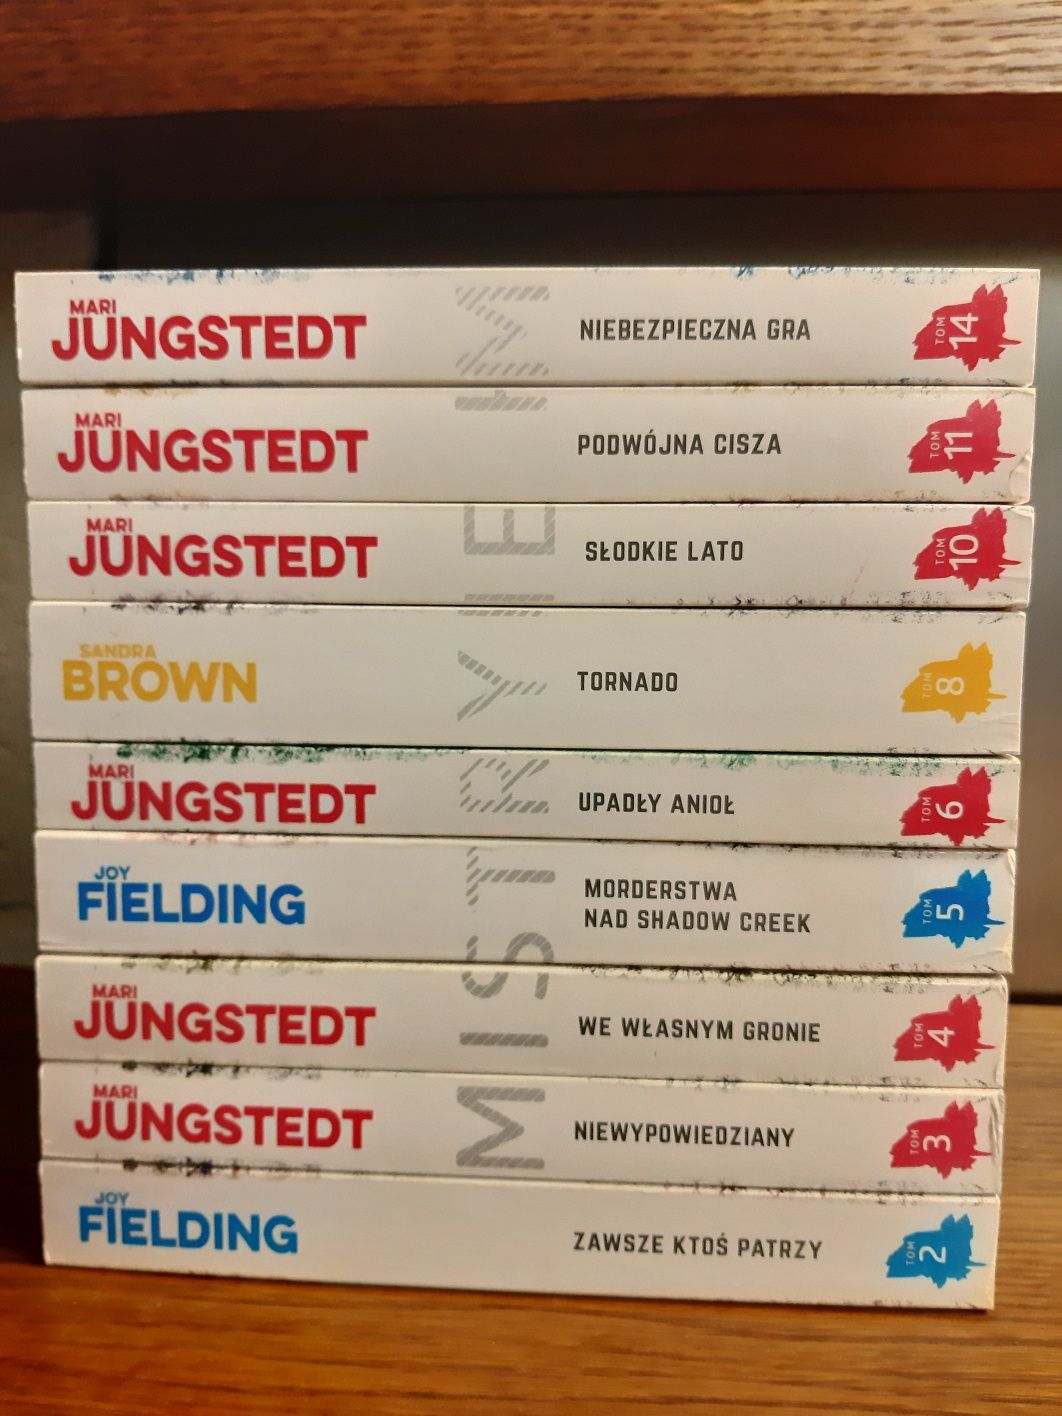 MARI
JUNGSTEDT
NIEBEZPIECZNA GRA
TOM 14
MARI
JUNGSTEDT
PODWÓJNA CISZA
TOM 11
MARI
JUNGSTEDT
SŁODKIE LATO
TOM 10
SANDRA
BROWN
TORNADO
TOM 8
MARI
JUNGSTEDT
UPADŁY ANIOŁ
TOM 6
JOY
FIELDING
MORDERSTWA
NAD SHADOW CREEK
TOM 5
MARI
JUNGSTEDT
WE WŁASNYM GRONIE
TOM 4
MARI
JUNGSTEDT
NIEWYPOWIEDZIANY
TOM 3
JOY
FIELDING
ZAWSZE KTOŚ PATRZY
TOM 2